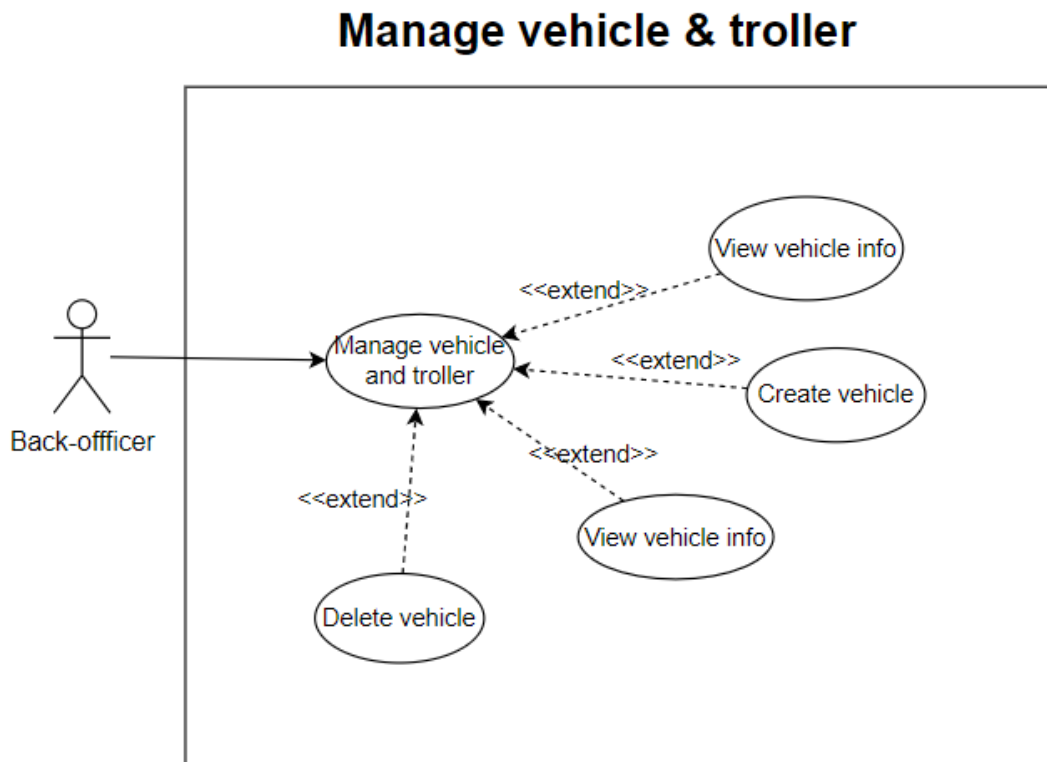 Manage vehicle & troller
View vehicle info
<<extend>>
Manage vehicle
and troller
<<extend>>
Create vehicle
Back-offficer
<<extend>>
<<extend>>
View vehicle info
Delete vehicle